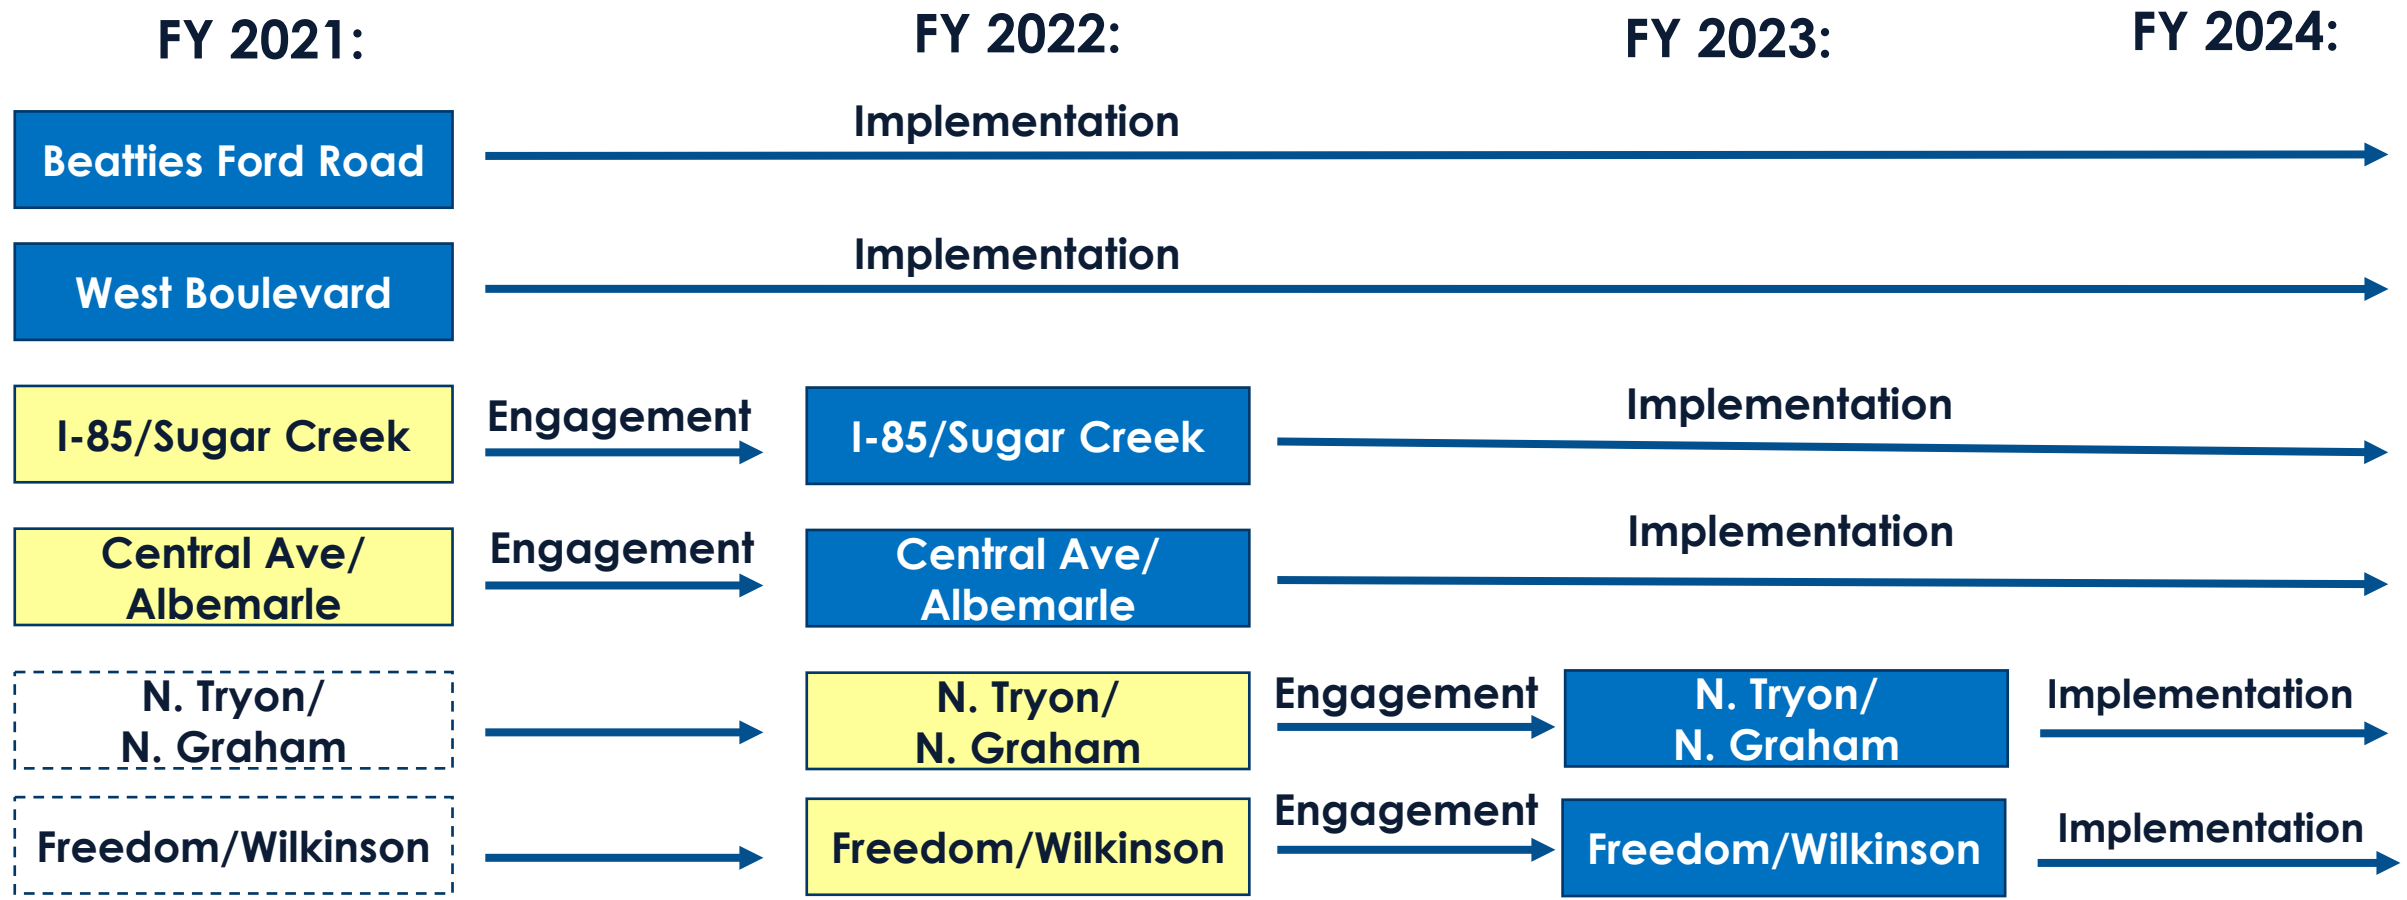 FY 2021:
FY 2022:
FY 2023:
FY 2024:
Beatties Ford Road
Implementation
West Boulevard
Implementation
I-85/Sugar Creek
Engagement
I-85/Sugar Creek
Implementation
Central Ave/
Albemarle
Engagement
Central Ave/
Albemarle
Implementation
N. Tryon/
N. Graham
N. Tryon/
N. Graham
Engagement
N. Tryon/
N. Graham
Implementation
Freedom/Wilkinson
Freedom/Wilkinson
Engagement
Freedom/Wilkinson
Implementation